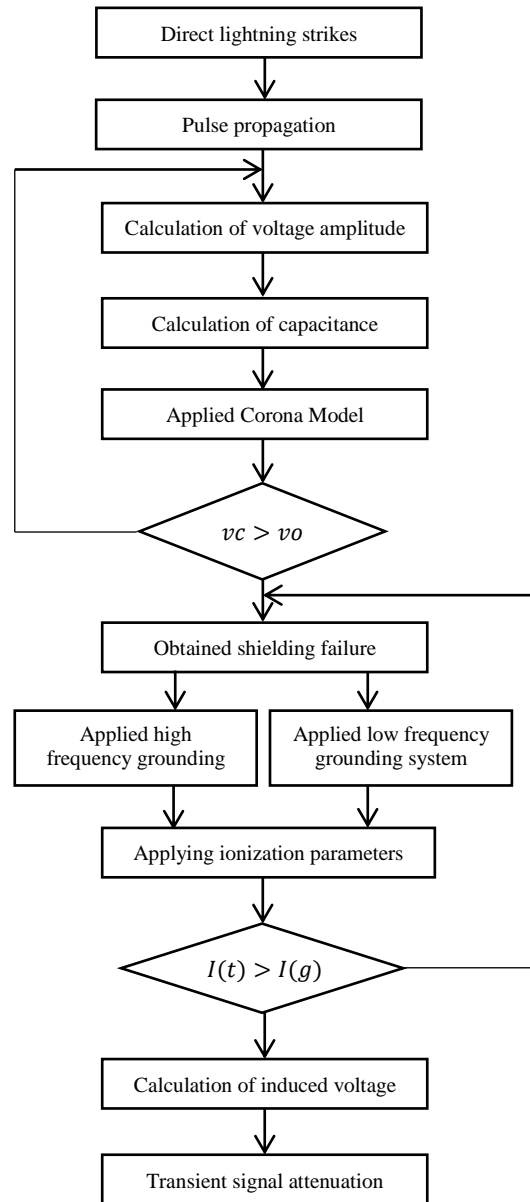 Direct lightning strikes
Pulse propagation
Calculation of voltage amplitude
Calculation of capacitance
Applied Corona Model
vc > vo
Obtained shielding failure
Applied high
frequency grounding
Applied low frequency
grounding system
Applying ionization parameters
I(t) > I(g)
Calculation of induced voltage
Transient signal attenuation